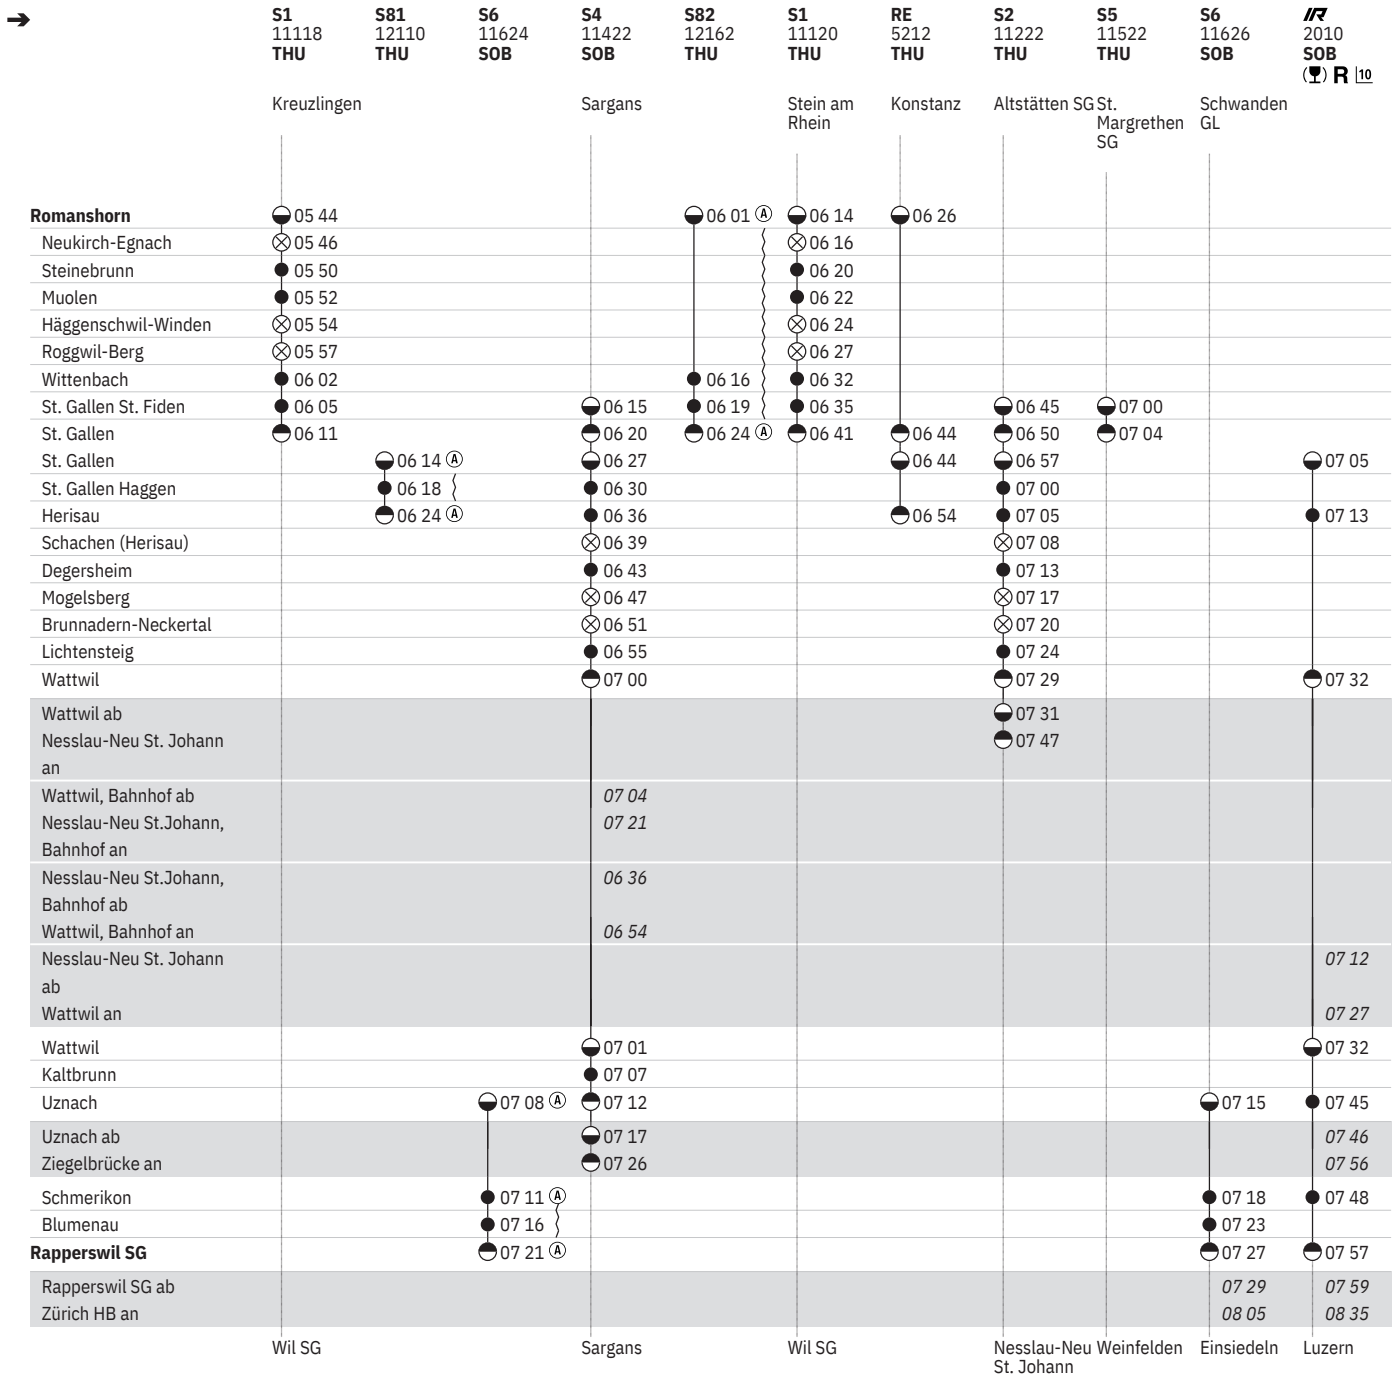 ➔ S1 S81 S6 S4 S82 S1 RE S2 S5 S6 IR
11118 12110 11624 11422 12162 11120 5212 11222 11522 11626 2010
THU THU SOB SOB THU THU THU THU THU SOB SOB
R 10
Kreuzlingen Sargans Stein am Konstanz Altstätten SG St. Schwanden
Rhein Margrethen GL
SG
Romanshorn 05 44 06 01 A 06 14 06 26
Neukirch-Egnach 05 46 06 16
Steinebrunn 05 50 06 20
Muolen 05 52 06 22
Häggenschwil-Winden 05 54 06 24
Roggwil-Berg 05 57 06 27
Wittenbach 06 02 06 16 06 32
St. Gallen St. Fiden 06 05 06 15 06 19 06 35 06 45 07 00
St. Gallen 06 11 06 20 06 24 A 06 41 06 44 06 50 07 04
St. Gallen 06 14 A 06 27 06 44 06 57 07 05
St. Gallen Haggen 06 18 06 30 07 00
Herisau 06 24 A 06 36 06 54 07 05 07 13
Schachen (Herisau) 06 39 07 08
Degersheim 06 43 07 13
Mogelsberg 06 47 07 17
Brunnadern-Neckertal 06 51 07 20
Lichtensteig 06 55 07 24
Wattwil 07 00 07 29 07 32
Wattwil ab 07 31
Nesslau-Neu St. Johann 07 47
an
Wattwil, Bahnhof ab 07 04
Nesslau-Neu St.Johann, 07 21
Bahnhof an
Nesslau-Neu St.Johann, 06 36
Bahnhof ab
Wattwil, Bahnhof an 06 54
Nesslau-Neu St. Johann 07 12
ab
Wattwil an 07 27
Wattwil 07 01 07 32
Kaltbrunn 07 07
Uznach 07 08 A 07 12 07 15 07 45
Uznach ab 07 17 07 46
Ziegelbrücke an 07 26 07 56
Schmerikon 07 11 A 07 18 07 48
Blumenau 07 16 07 23
Rapperswil SG 07 21 A 07 27 07 57
Rapperswil SG ab 07 29 07 59
Zürich HB an 08 05 08 35
Wil SG Sargans Wil SG Nesslau-Neu Weinfelden Einsiedeln Luzern
St. Johann